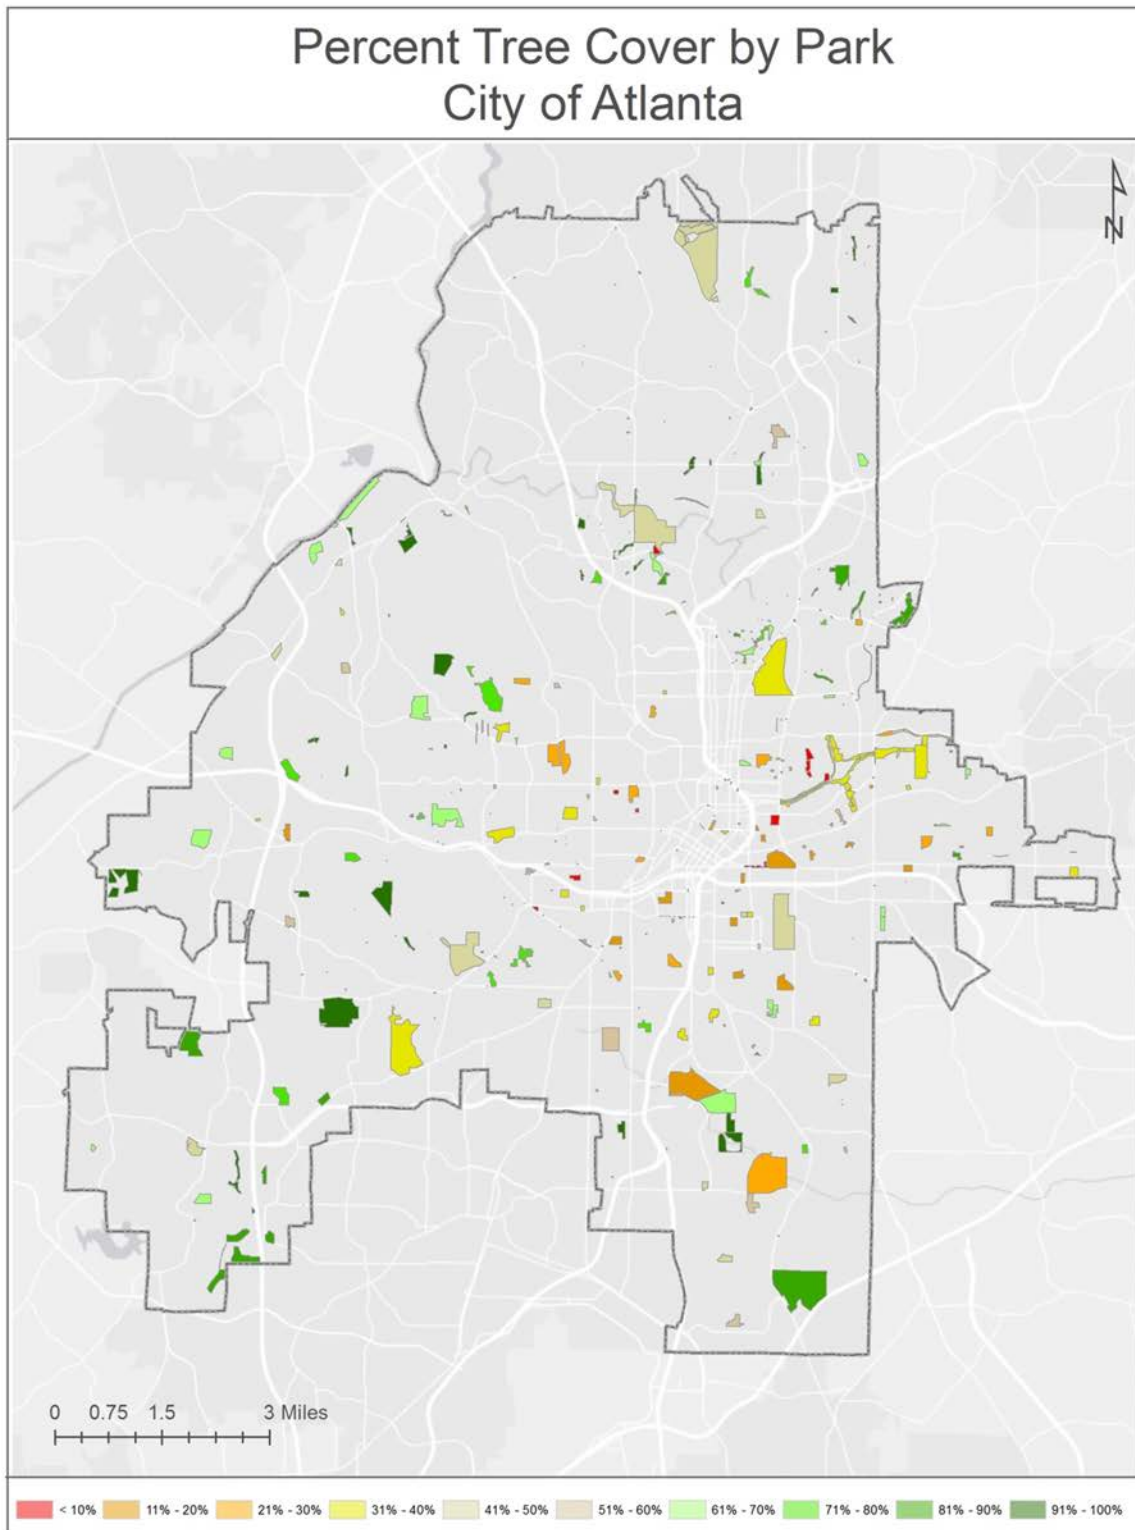 Percent Tree Cover by Park
City of Atlanta
N
0 0.75 1.5 3 Miles
< 10% 11% - 20% 21% - 30% 31% - 40% 41% - 50% 51% - 60% 61% - 70% 71% - 80% 81% - 90% 91% - 100%